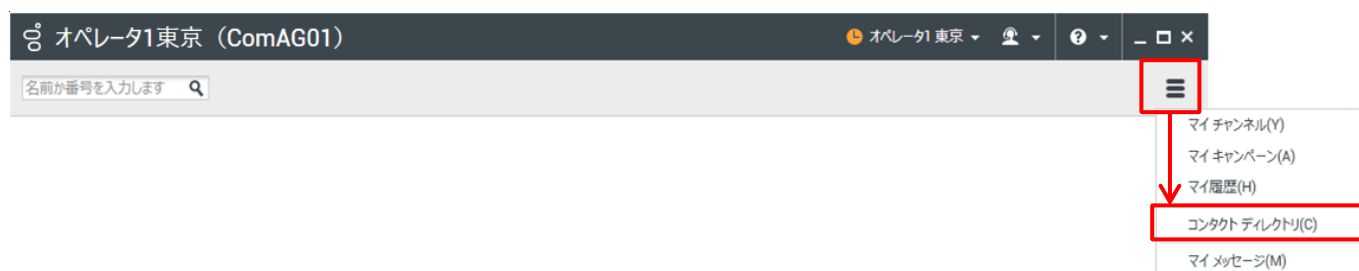 オペレータ1東京（ComAG01） オペレータ1 東京
名前か番号を入力します
マイ チャンネル(Y)
マイ キャンペーン(A)
マイ履歴(H)
コンタクト ディレクトリ(C)
マイ メッセージ(M)